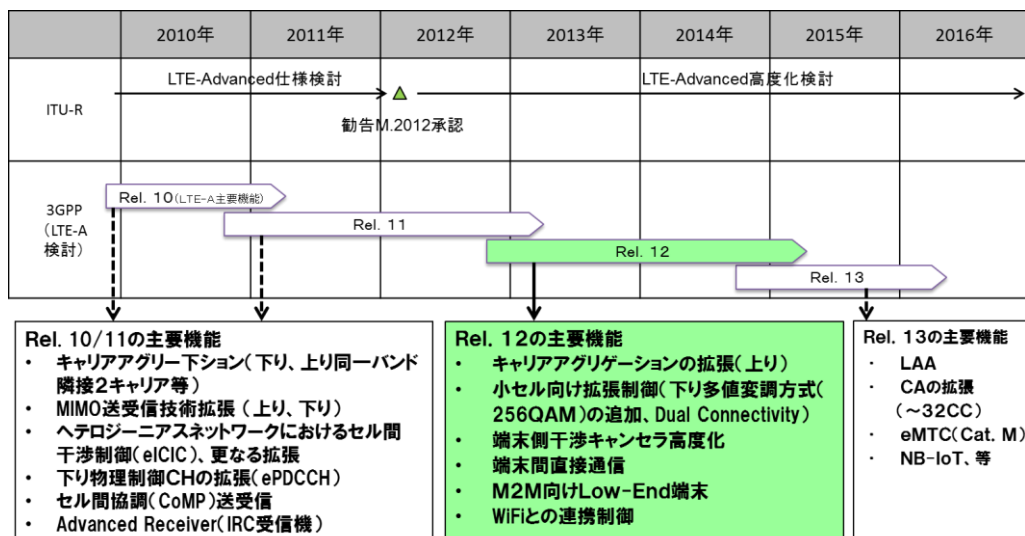 2010年 2011年 2012年 2013年 2014年 2015年 2016年
ITU-R
LTE-Advanced仕様検討
LTE-Advanced高度化検討
勧告M.2012承認
3GPP
(LTE-A
検討)
Rel. 10(LTE-A主要機能)
Rel. 11
Rel. 12
Rel. 13
Rel. 10/11の主要機能
• キャリアアグリー下ション(下り、上り同一バンド
隣接2キャリア等)
• MIMO送受信技術拡張 (上り、下り)
• ヘテロジーニアスネットワークにおけるセル間
干渉制御(eICIC)、更なる拡張
• 下り物理制御CHの拡張(ePDCCH)
• セル間協調(CoMP)送受信
• Advanced Receiver(IRC受信機)
Rel. 12の主要機能
• キャリアアグリゲーションの拡張(上り)
• 小セル向け拡張制御(下り多値変調方式(
256QAM)の追加、Dual Connectivity)
• 端末側干渉キャンセラ高度化
• 端末間直接通信
• M2M向けLow-End端末
• WiFiとの連携制御
Rel. 13の主要機能
• LAA
• CAの拡張
(~32CC)
• eMTC(Cat. M)
• NB-IoT、等